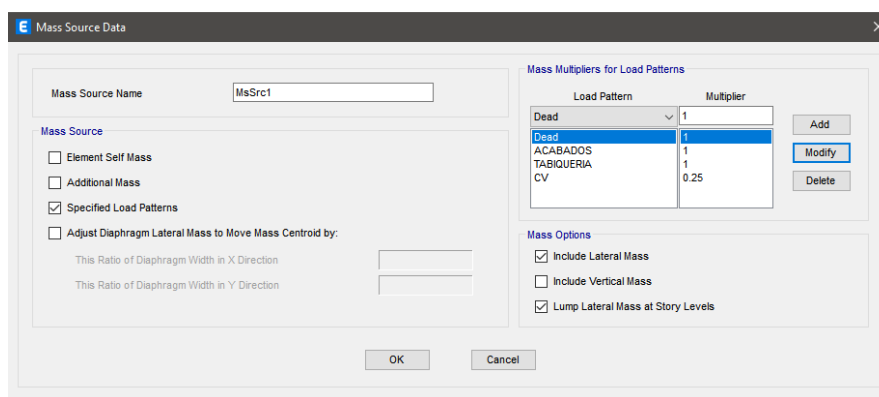 E Mass Source Data
Mass Source Name MsSrc1
Mass Source
Element Self Mass
Additional Mass
Specified Load Patterns
Adjust Diaphragm Lateral Mass to Move Mass Centroid by:
This Ratio of Diaphragm Width in X Direction
This Ratio of Diaphragm Width in Y Direction
Mass Multipliers for Load Patterns
Load Pattern Multiplier
Dead 1 Add
Dead 1
ACABADOS 1 Modify
TABIQUERIA 1
CV 0.25 Delete
Mass Options
Include Lateral Mass
Include Vertical Mass
Lump Lateral Mass at Story Levels
OK Cancel